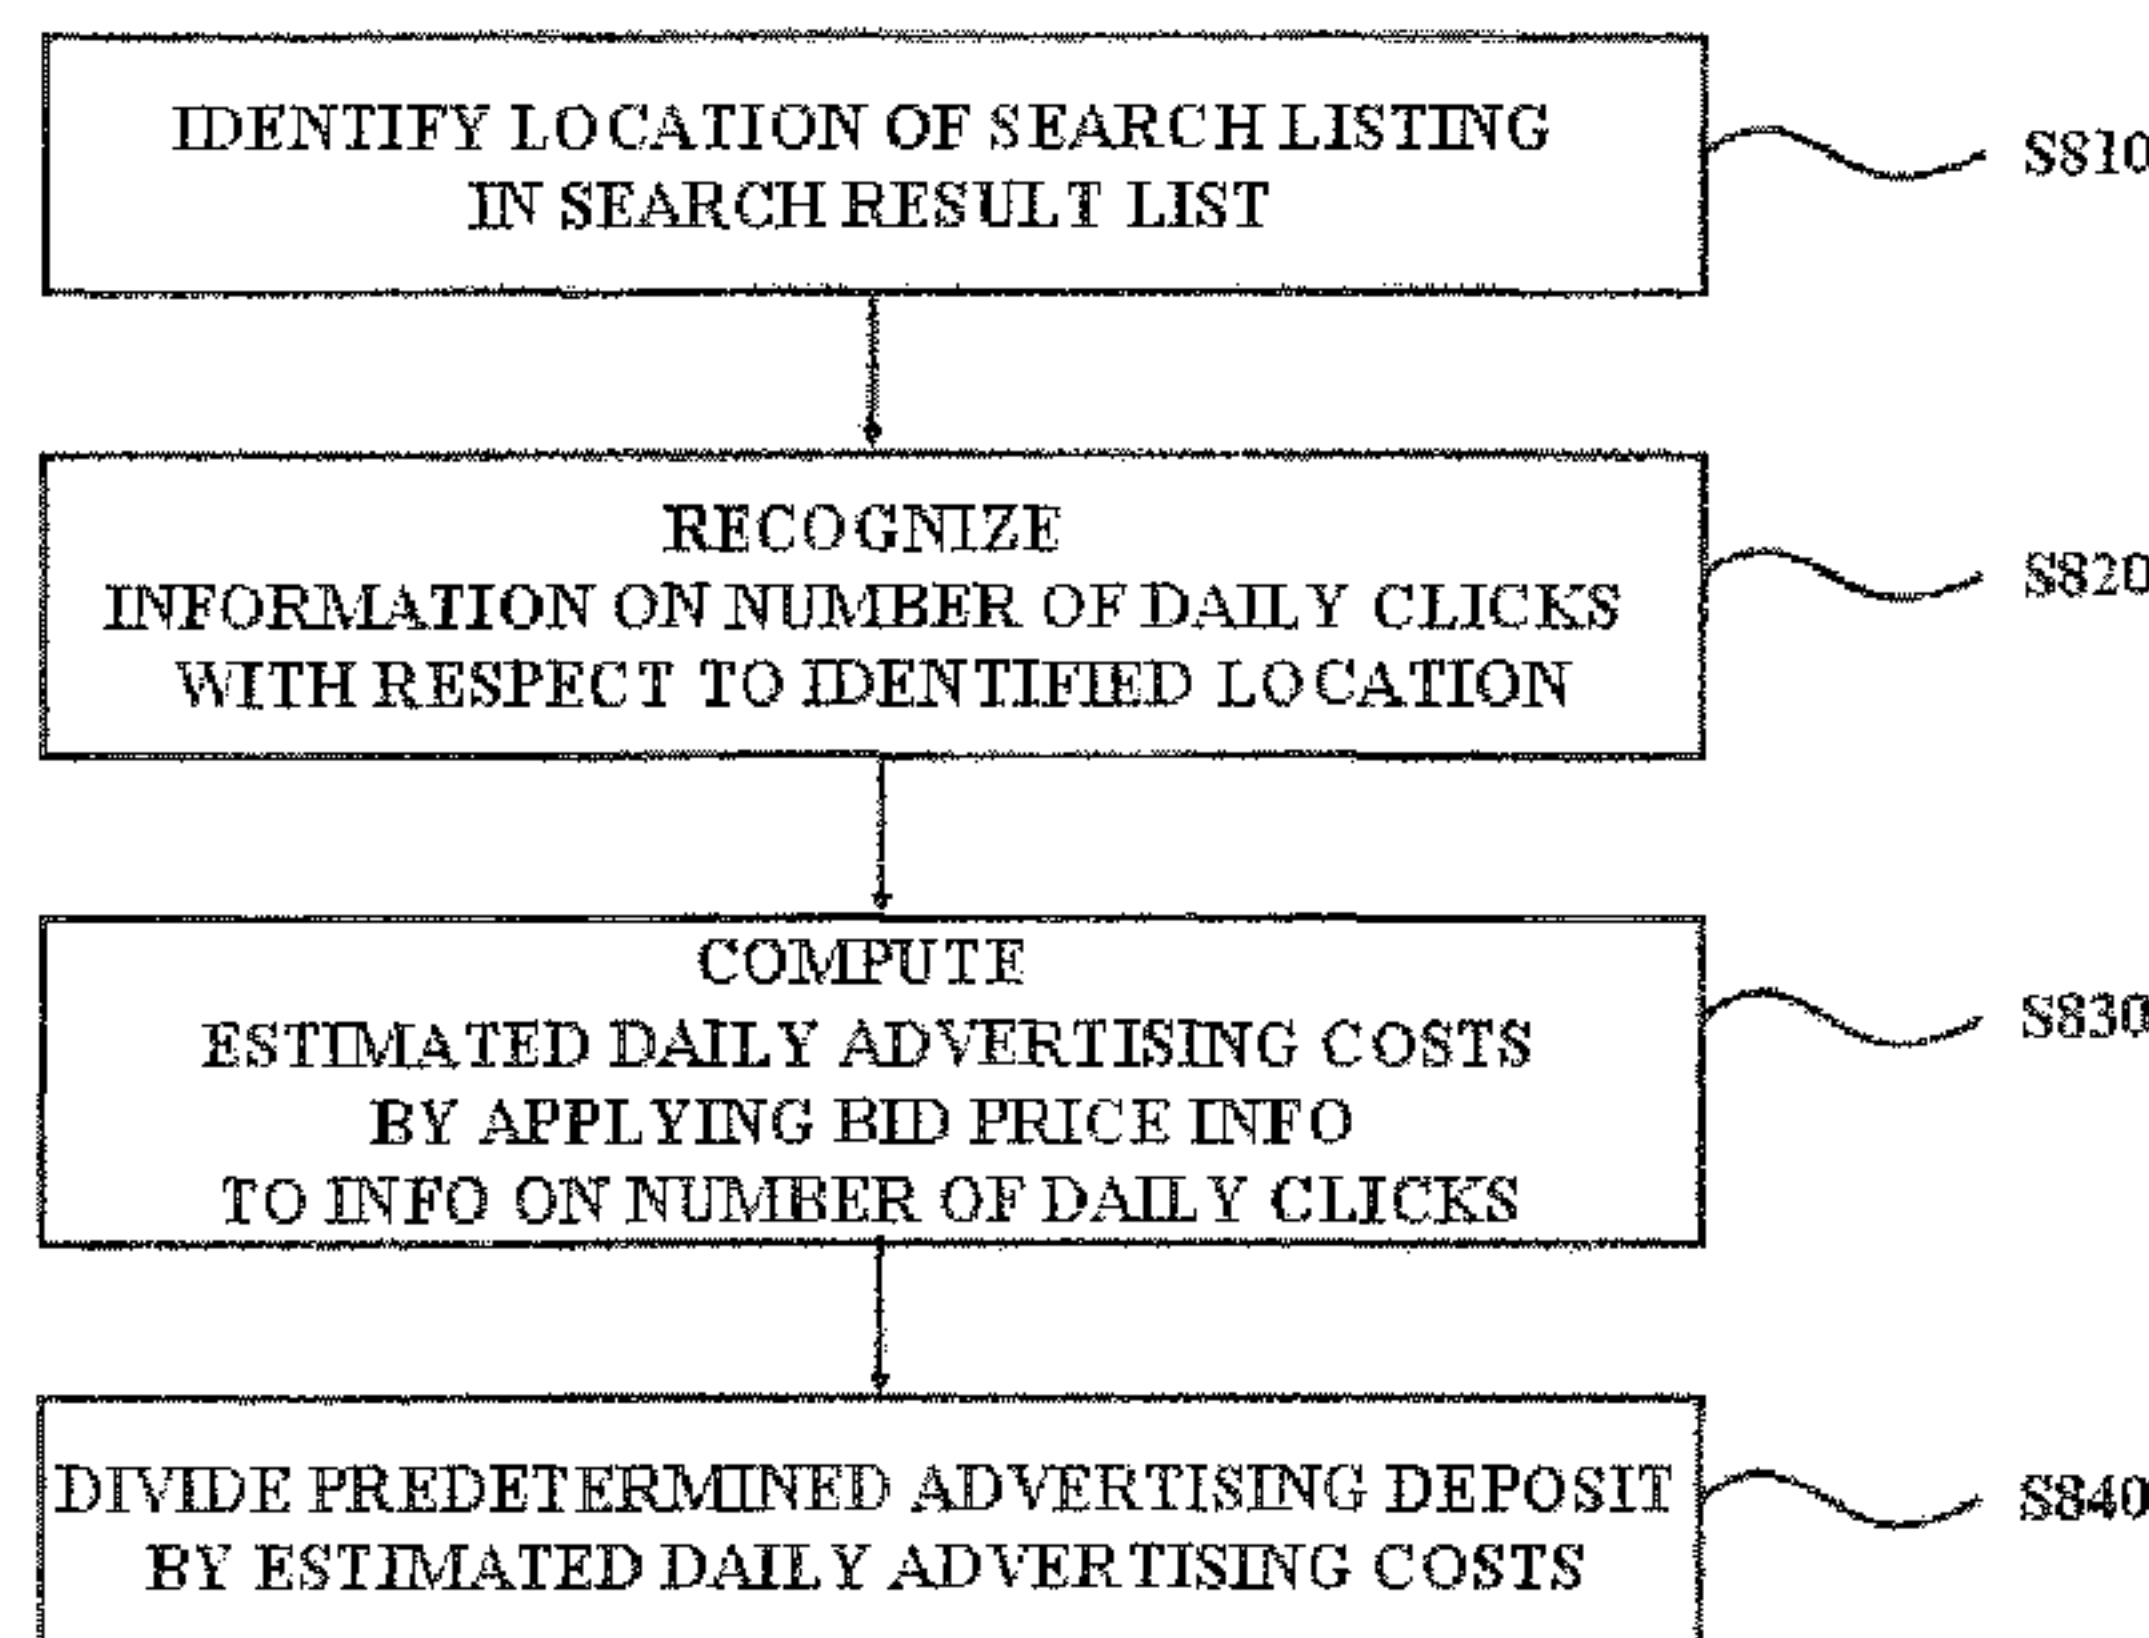 IDENTIFY LOCATION OF SEARCH LISTING
IN SEARCH RESULT LIST
S810
RECOGNIZE
INFORMATION ON NUMBER OF DAILY CLICKS
WITH RESPECT TO IDENTIFIED LOCATION
S820
COMPUTE
ESTIMATED DAILY ADVERTISING COSTS
BY APPLYING BID PRICE INFO
TO INFO ON NUMBER OF DAILY CLICKS
S830
DIVIDE PREDETERMINED ADVERTISING DEPOSIT
BY ESTIMATED DAILY ADVERTISING COSTS
S840